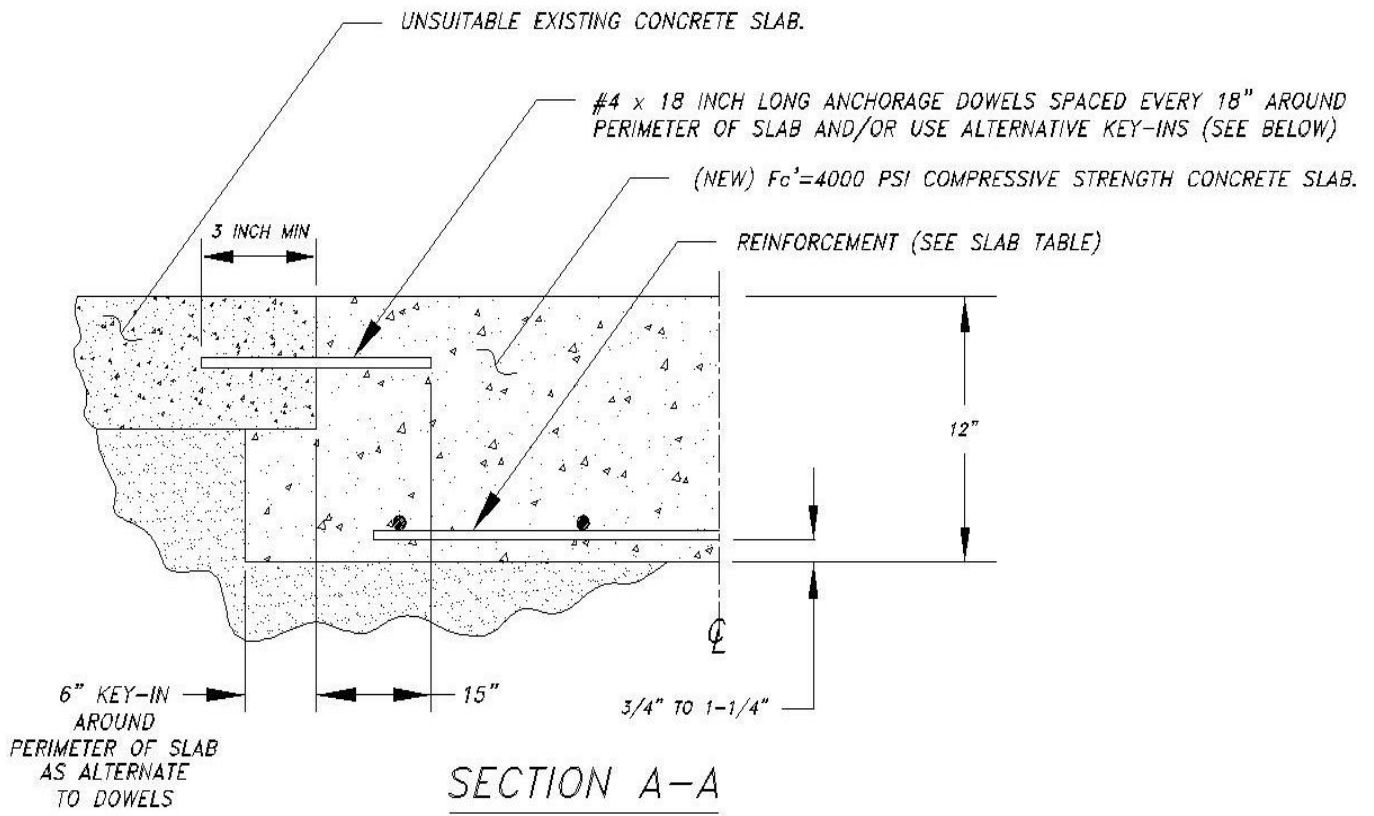 UNSUITABLE EXISTING CONCRETE SLAB.
#4 x 18 INCH LONG ANCHORAGE DOWELS SPACED EVERY 18" AROUND
PERIMETER OF SLAB AND/OR USE ALTERNATIVE KEY-INS (SEE BELOW)
(NEW) Fc'=4000 PSI COMPRESSIVE STRENGTH CONCRETE SLAB.
3 INCH MIN
REINFORCEMENT (SEE SLAB TABLE)
12"
℄
6" KEY-IN
AROUND
PERIMETER OF SLAB
AS ALTERNATE
TO DOWELS
15"
3/4" TO 1-1/4"
SECTION A-A